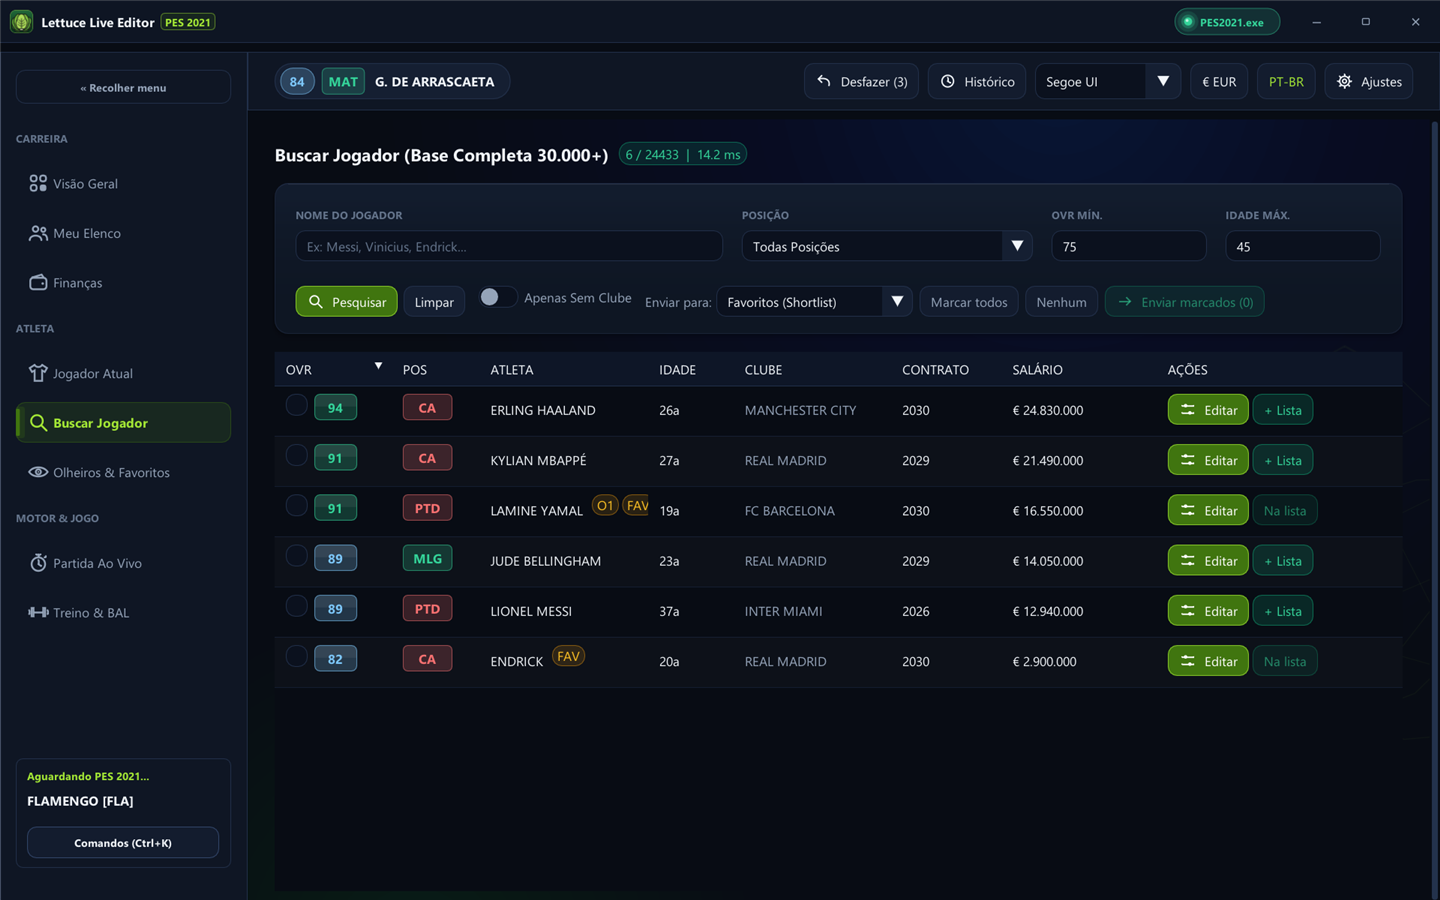 Lettuce Live Editor PES 2021
PES2021.exe
« Recolher menu
84 MAT G. DE ARRASCAETA
Desfazer (3)
Histórico
Segoe UI
€ EUR
PT-BR
Ajustes
CARREIRA
Visão Geral
Meu Elenco
Finanças
ATLETA
Jogador Atual
Buscar Jogador
Olheiros & Favoritos
MOTOR & JOGO
Partida Ao Vivo
Treino & BAL
Aguardando PES 2021...
FLAMENGO [FLA]
Comandos (Ctrl+K)
Buscar Jogador (Base Completa 30.000+) 6 / 24433 | 14.2 ms
NOME DO JOGADOR POSIÇÃO OVR MÍN. IDADE MÁX.
Ex: Messi, Vinicius, Endrick... Todas Posições 75 45
Pesquisar Limpar Apenas Sem Clube Enviar para: Favoritos (Shortlist) Marcar todos Nenhum Enviar marcados (0)
OVR POS ATLETA IDADE CLUBE CONTRATO SALÁRIO AÇÕES
94 CA ERLING HAALAND 26a MANCHESTER CITY 2030 € 24.830.000 Editar + Lista
91 CA KYLIAN MBAPPÉ 27a REAL MADRID 2029 € 21.490.000 Editar + Lista
91 PTD LAMINE YAMAL O1 FAV 19a FC BARCELONA 2030 € 16.550.000 Editar Na lista
89 MLG JUDE BELLINGHAM 23a REAL MADRID 2029 € 14.050.000 Editar + Lista
89 PTD LIONEL MESSI 37a INTER MIAMI 2026 € 12.940.000 Editar + Lista
82 CA ENDRICK FAV 20a REAL MADRID 2030 € 2.900.000 Editar Na lista